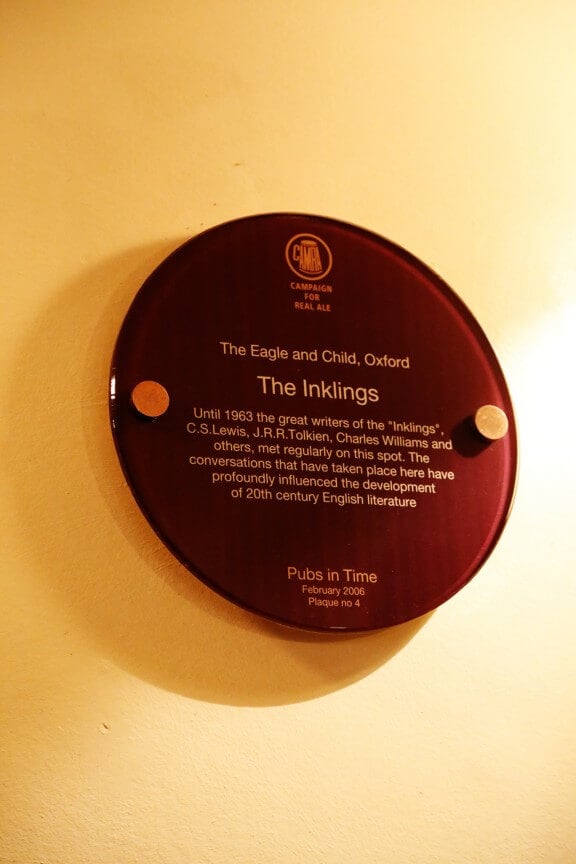 CAMRA
CAMPAIGN
FOR
REAL ALE
The Eagle and Child, Oxford
The Inklings
Until 1963 the great writers of the "Inklings",
C.S.Lewis, J.R.R.Tolkien, Charles Williams and
others, met regularly on this spot. The
conversations that have taken place here have
profoundly influenced the development
of 20th century English literature
Pubs in Time
February 2006
Plaque no 4